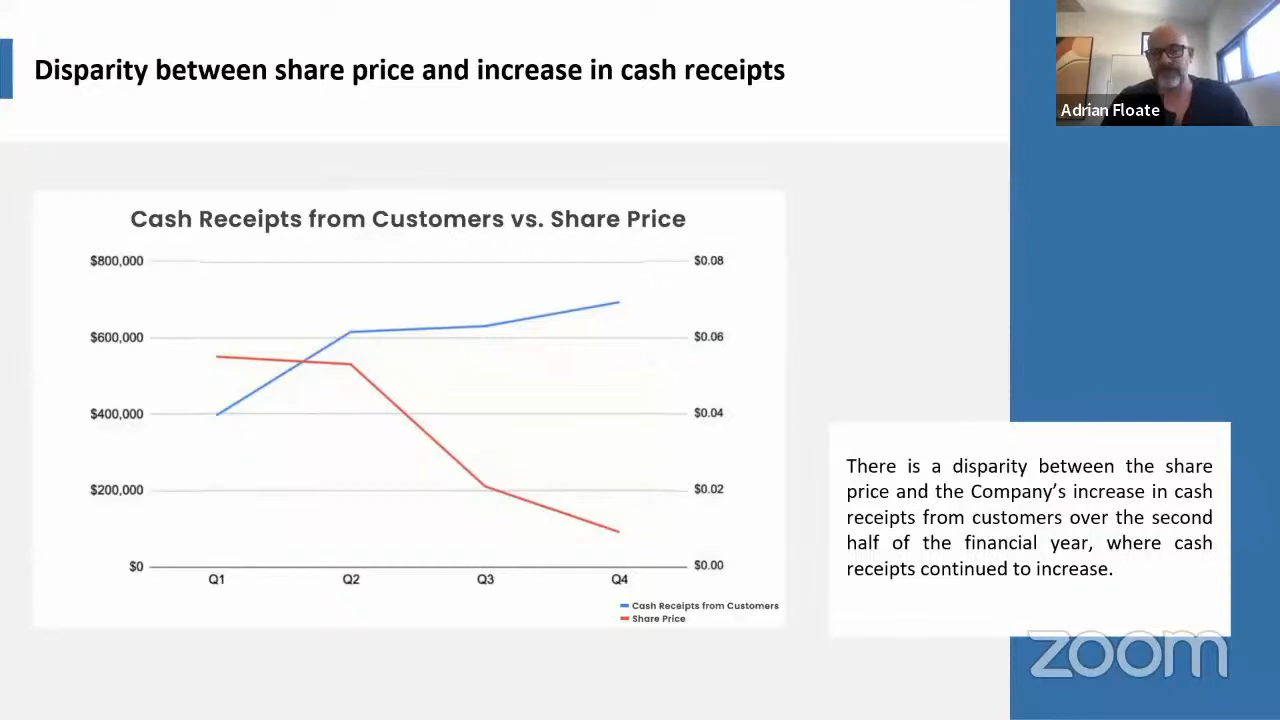 Disparity between share price and increase in cash receipts
Adrian Floate
Cash Receipts from Customers vs. Share Price
$800,000
$600,000
$400,000
$200,000
$0
$0.08
$0.06
$0.04
$0.02
$0.00
Q1 Q2 Q3 Q4
Cash Receipts from Customers
Share Price
There is a disparity between the share
price and the Company’s increase in cash
receipts from customers over the second
half of the financial year, where cash
receipts continued to increase.
zoom